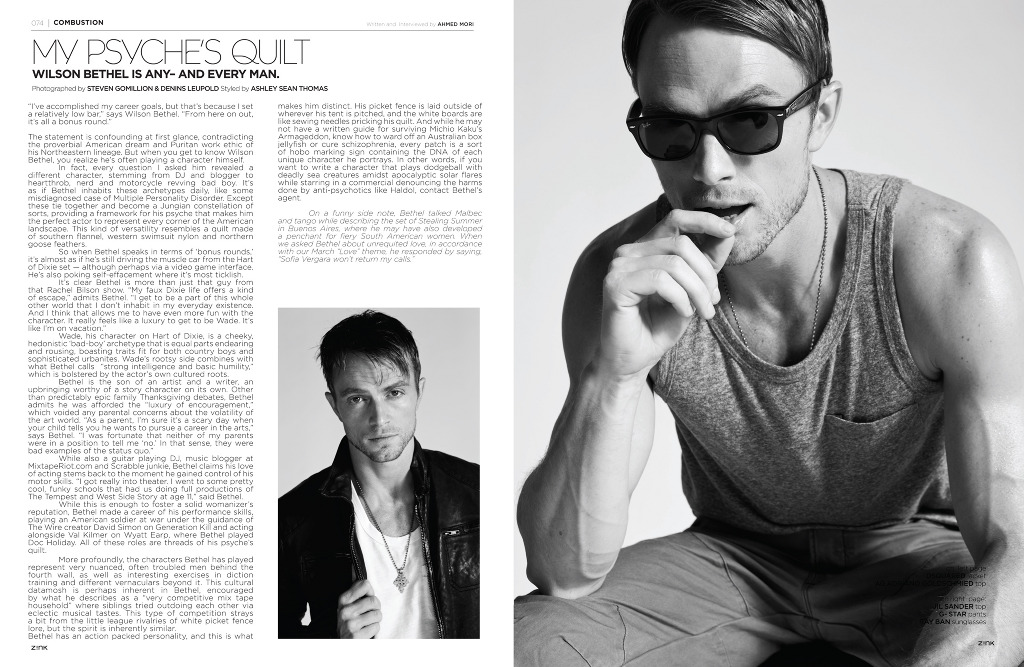 074 | COMBUSTION
Written and Interviewed by AHMED MORI
MY PSYCHE'S QUILT
WILSON BETHEL IS ANY– AND EVERY MAN.
Photographed by STEVEN GOMILLION & DENINS LEUPOLD Styled by ASHLEY SEAN THOMAS
"I've accomplished my career goals, but that's because I set
a relatively low bar," says Wilson Bethel. "From here on out,
it's all a bonus round."
The statement is confounding at first glance, contradicting
the proverbial American dream and Puritan work ethic of
his Northeastern lineage. But when you get to know Wilson
Bethel, you realize he's often playing a character himself.
In fact, every question I asked him revealed a
different character, stemming from DJ and blogger to
heartthrob, nerd and motorcycle revving bad boy. It's
as if Bethel inhabits these archetypes daily, like some
misdiagnosed case of Multiple Personality Disorder. Except
these tie together and become a Jungian constellation of
sorts, providing a framework for his psyche that makes him
the perfect actor to represent every corner of the American
landscape. This kind of versatility resembles a quilt made
of southern flannel, western swimsuit nylon and northern
goose feathers.
So when Bethel speaks in terms of 'bonus rounds,'
it's almost as if he's still driving the muscle car from the Hart
of Dixie set — although perhaps via a video game interface.
He's also poking self-effacement where it's most ticklish.
It's clear Bethel is more than just that guy from
that Rachel Bilson show. "My faux Dixie life offers a kind
of escape," admits Bethel. "I get to be a part of this whole
other world that I don't inhabit in my everyday existence.
And I think that allows me to have even more fun with the
character. It really feels like a luxury to get to be Wade. It's
like I'm on vacation."
Wade, his character on Hart of Dixie, is a cheeky,
hedonistic 'bad-boy' archetype that is equal parts endearing
and rousing, boasting traits fit for both country boys and
sophisticated urbanites. Wade's rootsy side combines with
what Bethel calls "strong intelligence and basic humility,"
which is bolstered by the actor's own cultured roots.
Bethel is the son of an artist and a writer, an
upbringing worthy of a story character on its own. Other
than predictably epic family Thanksgiving debates, Bethel
admits he was afforded the "luxury of encouragement,"
which voided any parental concerns about the volatility of
the art world. "As a parent, I'm sure it's a scary day when
your child tells you he wants to pursue a career in the arts,"
says Bethel. "I was fortunate that neither of my parents
were in a position to tell me 'no.' In that sense, they were
bad examples of the status quo."
While also a guitar playing DJ, music blogger at
MixtapeRiot.com and Scrabble junkie, Bethel claims his love
of acting stems back to the moment he gained control of his
motor skills. "I got really into theater. I went to some pretty
cool, funky schools that had us doing full productions of
The Tempest and West Side Story at age 11," said Bethel.
While this is enough to foster a solid womanizer's
reputation, Bethel made a career of his performance skills,
playing an American soldier at war under the guidance of
The Wire creator David Simon on Generation Kill and acting
alongside Val Kilmer on Wyatt Earp, where Bethel played
Doc Holiday. All of these roles are threads of his psyche's
quilt.
More profoundly, the characters Bethel has played
represent very nuanced, often troubled men behind the
fourth wall, as well as interesting exercises in diction
training and different vernaculars beyond it. This cultural
datamosh is perhaps inherent in Bethel, encouraged
by what he describes as a "very competitive mix tape
household" where siblings tried outdoing each other via
eclectic musical tastes. This type of competition strays
a bit from the little league rivalries of white picket fence
lore, but the spirit is inherently similar.
Bethel has an action packed personality, and this is what
makes him distinct. His picket fence is laid outside of
wherever his tent is pitched, and the white boards are
like sewing needles pricking his quilt. And while he may
not have a written guide for surviving Michio Kaku's
Armageddon, know how to ward off an Australian box
jellyfish or cure schizophrenia, every patch is a sort
of hobo marking sign containing the DNA of each
unique character he portrays. In other words, if you
want to write a character that plays dodgeball with
deadly sea creatures amidst apocalyptic solar flares
while starring in a commercial denouncing the harms
done by anti-psychotics like Haldol, contact Bethel's
agent.
On a funny side note, Bethel talked Malbec
and tango while describing the set of Stealing Summer
in Buenos Aires, where he may have also developed
a penchant for fiery South American women. When
we asked Bethel about unrequited love, in accordance
with our March "Love" theme, he responded by saying,
"Sofia Vergara won't return my calls."
Z!NK
page
top
right page:
SANDER top
STAR pants
BAN sunglasses
Z!NK